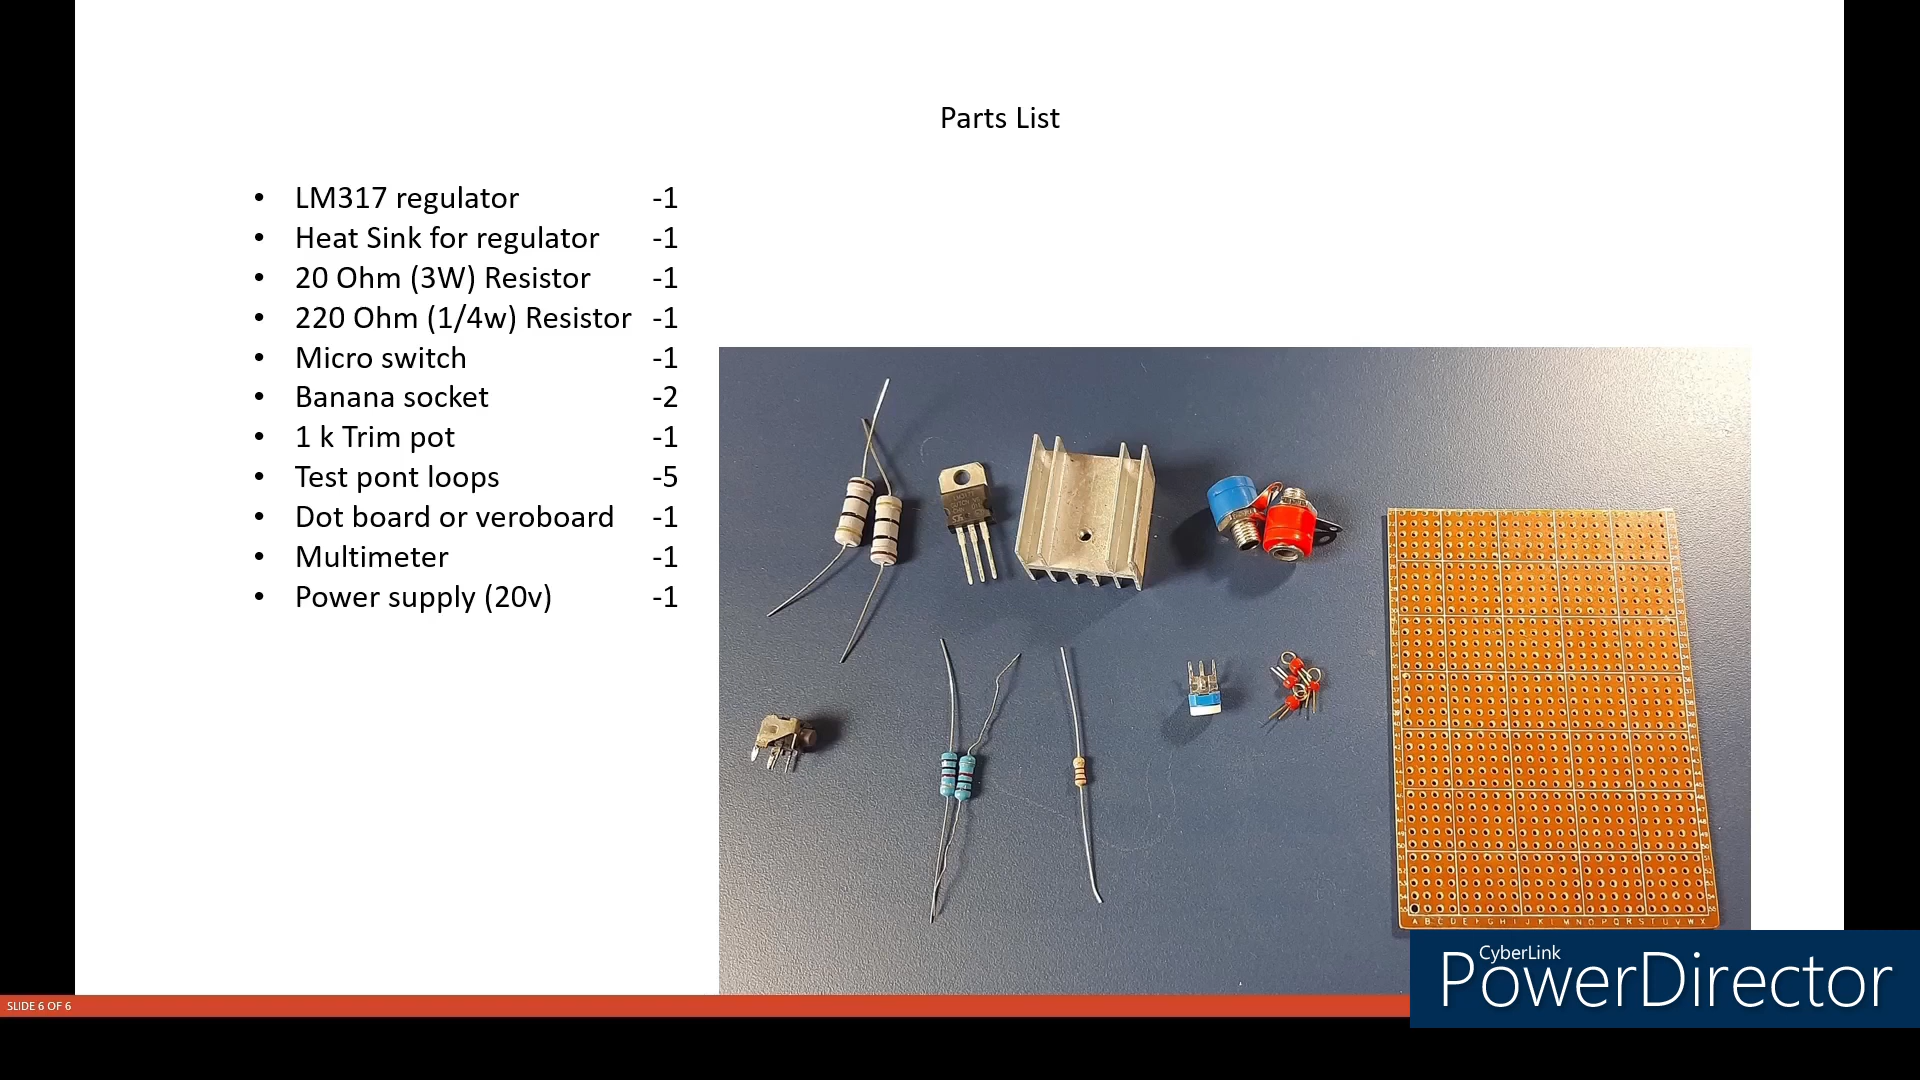 Parts List
• LM317 regulator -1
• Heat Sink for regulator -1
• 20 Ohm (3W) Resistor -1
• 220 Ohm (1/4w) Resistor -1
• Micro switch -1
• Banana socket -2
• 1 k Trim pot -1
• Test pont loops -5
• Dot board or veroboard -1
• Multimeter -1
• Power supply (20v) -1
SLIDE 6 OF 6
CyberLink
PowerDirector